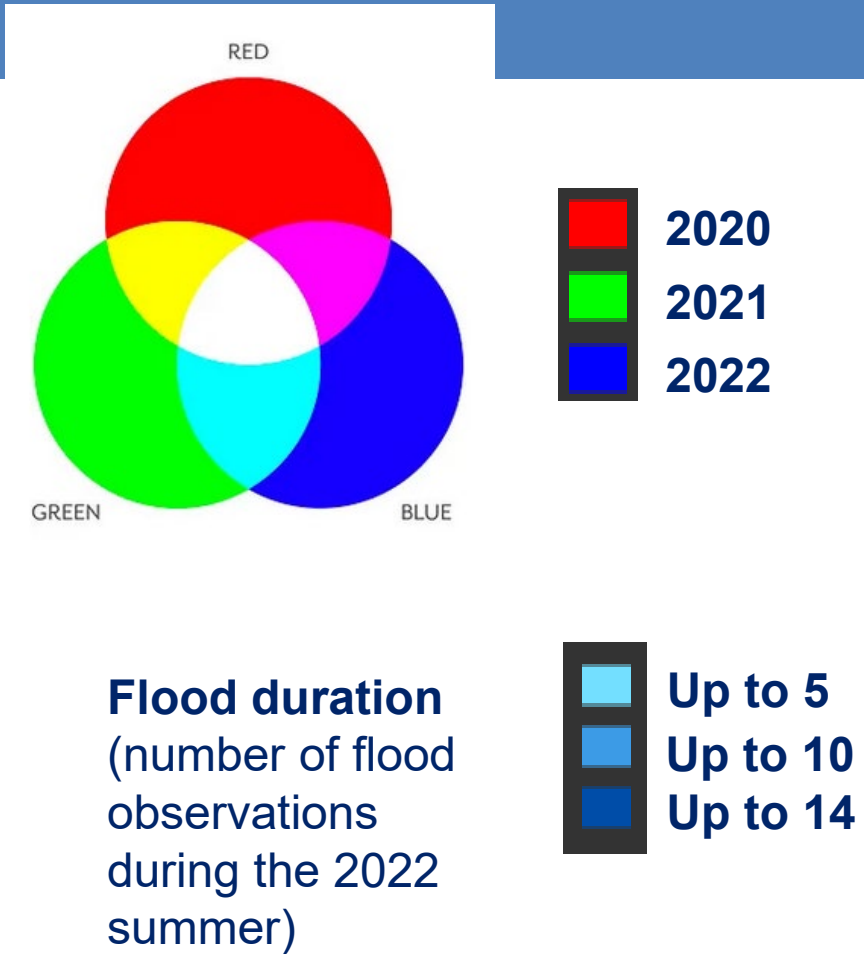 RED
2020
2021
2022
GREEN
BLUE
Flood duration
(number of flood
observations
during the 2022
summer)
Up to 5
Up to 10
Up to 14